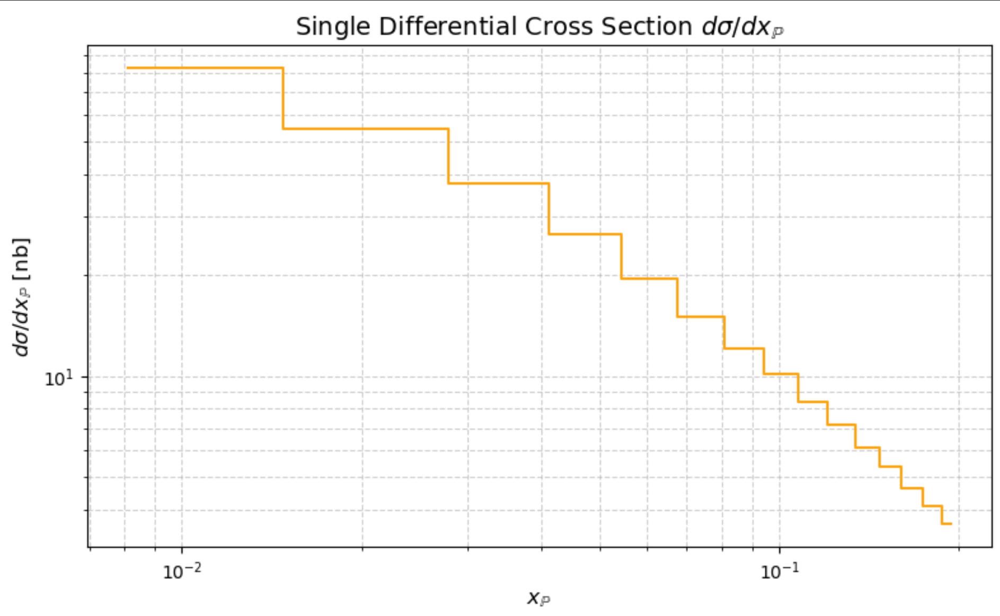 Single Differential Cross Section dσ/dxℙ
dσ/dxℙ [nb]
10¹
10⁻²
10⁻¹
xℙ